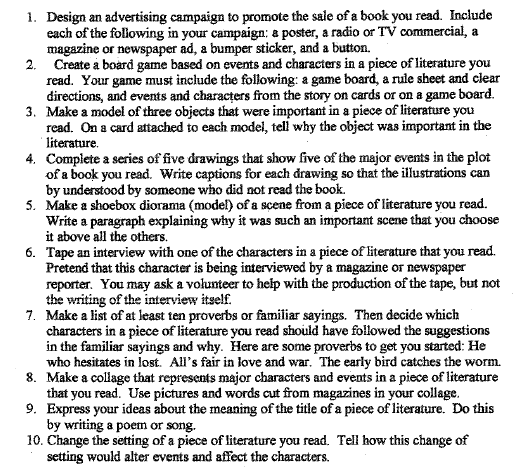 1. Design an advertising campaign to promote the sale of a book you read. Include
each of the following in your campaign: a poster, a radio or TV commercial, a
magazine or newspaper ad, a bumper sticker, and a button.
2. Create a board game based on events and characters in a piece of literature you
read. Your game must include the following: a game board, a rule sheet and clear
directions, and events and characters from the story on cards or on a game board.
3. Make a model of three objects that were important in a piece of literature you
read. On a card attached to each model, tell why the object was important in the
literature.
4. Complete a series of five drawings that show five of the major events in the plot
of a book you read. Write captions for each drawing so that the illustrations can
by understood by someone who did not read the book.
5. Make a shoebox diorama (model) of a scene from a piece of literature you read.
Write a paragraph explaining why it was such an important scene that you choose
it above all the others.
6. Tape an interview with one of the characters in a piece of literature that you read.
Pretend that this character is being interviewed by a magazine or newspaper
reporter. You may ask a volunteer to help with the production of the tape, but not
the writing of the interview itself.
7. Make a list of at least ten proverbs or familiar sayings. Then decide which
characters in a piece of literature you read should have followed the suggestions
in the familiar sayings and why. Here are some proverbs to get you started: He
who hesitates in lost. All's fair in love and war. The early bird catches the worm.
8. Make a collage that represents major characters and events in a piece of literature
that you read. Use pictures and words cut from magazines in your collage.
9. Express your ideas about the meaning of the title of a piece of literature. Do this
by writing a poem or song.
10. Change the setting of a piece of literature you read. Tell how this change of
setting would alter events and affect the characters.